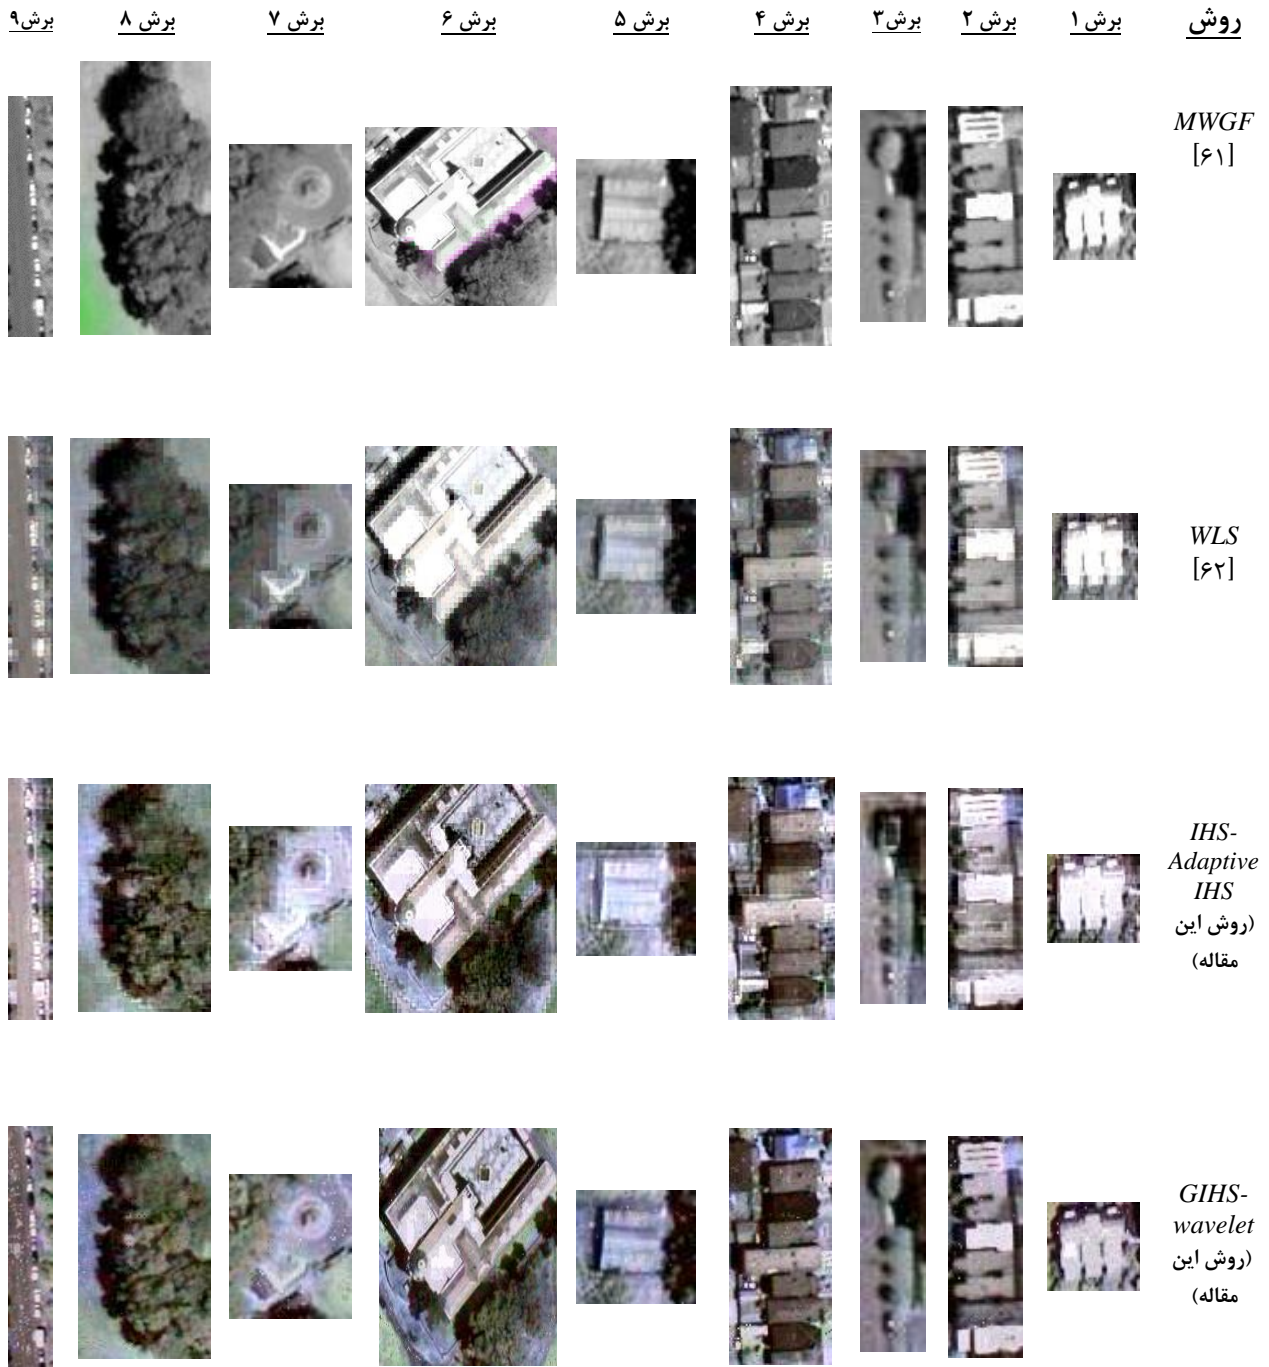 روش برش ۱ برش ۲ برش۳ برش ۴ برش ۵ برش ۶ برش ۷ برش ۸ برش۹
MWGF
[۶۱]
WLS
[۶۲]
IHS-
Adaptive
IHS
(روش این
مقاله)
GIHS-
wavelet
(روش این
مقاله)